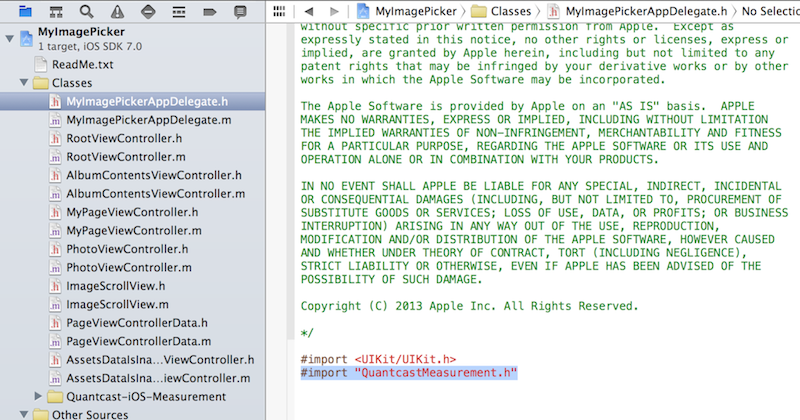 MyImagePicker
1 target, iOS SDK 7.0
ReadMe.txt
Classes
MyImagePickerAppDelegate.h
MyImagePickerAppDelegate.m
RootViewController.h
RootViewController.m
AlbumContentsViewController.h
AlbumContentsViewController.m
MyPageViewController.h
MyPageViewController.m
PhotoViewController.h
PhotoViewController.m
ImageScrollView.h
ImageScrollView.m
PageViewControllerData.h
PageViewControllerData.m
AssetsDataIsIna...ViewController.h
AssetsDataIsIna...iewController.m
Quantcast-iOS-Measurement
Other Sources
MyImagePicker Classes MyImagePickerAppDelegate.h No Selectio
without specific prior written permission from Apple.  Except as
expressly stated in this notice, no other rights or licenses, express or
implied, are granted by Apple herein, including but not limited to any
patent rights that may be infringed by your derivative works or by other
works in which the Apple Software may be incorporated.
The Apple Software is provided by Apple on an "AS IS" basis.  APPLE
MAKES NO WARRANTIES, EXPRESS OR IMPLIED, INCLUDING WITHOUT LIMITATION
THE IMPLIED WARRANTIES OF NON-INFRINGEMENT, MERCHANTABILITY AND FITNESS
FOR A PARTICULAR PURPOSE, REGARDING THE APPLE SOFTWARE OR ITS USE AND
OPERATION ALONE OR IN COMBINATION WITH YOUR PRODUCTS.
IN NO EVENT SHALL APPLE BE LIABLE FOR ANY SPECIAL, INDIRECT, INCIDENTAL
OR CONSEQUENTIAL DAMAGES (INCLUDING, BUT NOT LIMITED TO, PROCUREMENT OF
SUBSTITUTE GOODS OR SERVICES; LOSS OF USE, DATA, OR PROFITS; OR BUSINESS
INTERRUPTION) ARISING IN ANY WAY OUT OF THE USE, REPRODUCTION,
MODIFICATION AND/OR DISTRIBUTION OF THE APPLE SOFTWARE, HOWEVER CAUSED
AND WHETHER UNDER THEORY OF CONTRACT, TORT (INCLUDING NEGLIGENCE),
STRICT LIABILITY OR OTHERWISE, EVEN IF APPLE HAS BEEN ADVISED OF THE
POSSIBILITY OF SUCH DAMAGE.
Copyright (C) 2013 Apple Inc. All Rights Reserved.
*/
#import <UIKit/UIKit.h>
#import "QuantcastMeasurement.h"